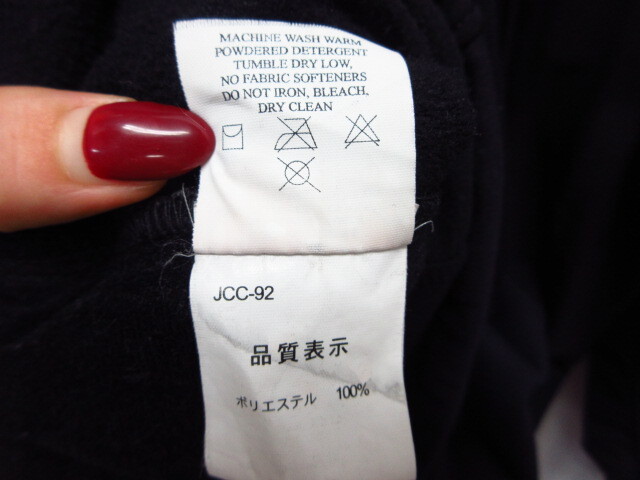 MACHINE WASH WARM
POWDERED DETERGENT
TUMBLE DRY LOW,
NO FABRIC SOFTENERS
DO NOT IRON, BLEACH,
DRY CLEAN
JCC-92
品質表示
ポリエステル 100%